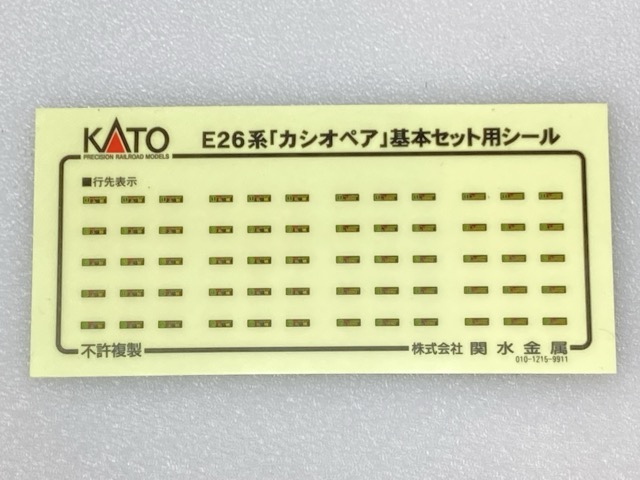 KATO
PRECISION RAILROAD MODELS
E26系「カシオペア」基本セット用シール
■行先表示
不許複製
株式会社 関水金属
010-1215-9911